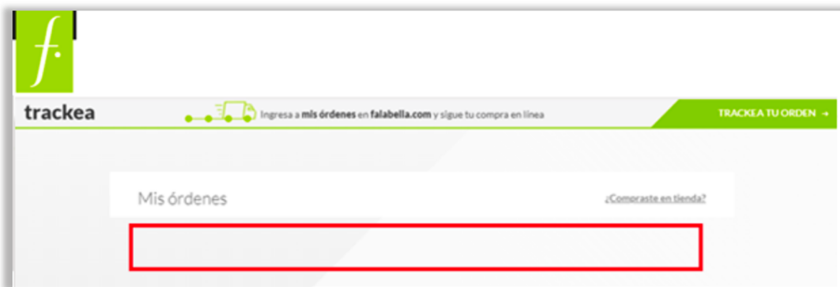 f.
trackea
Ingresa a mis órdenes en falabella.com y sigue tu compra en línea
TRACKEA TU ORDEN →
Mis órdenes
¿Compraste en tienda?